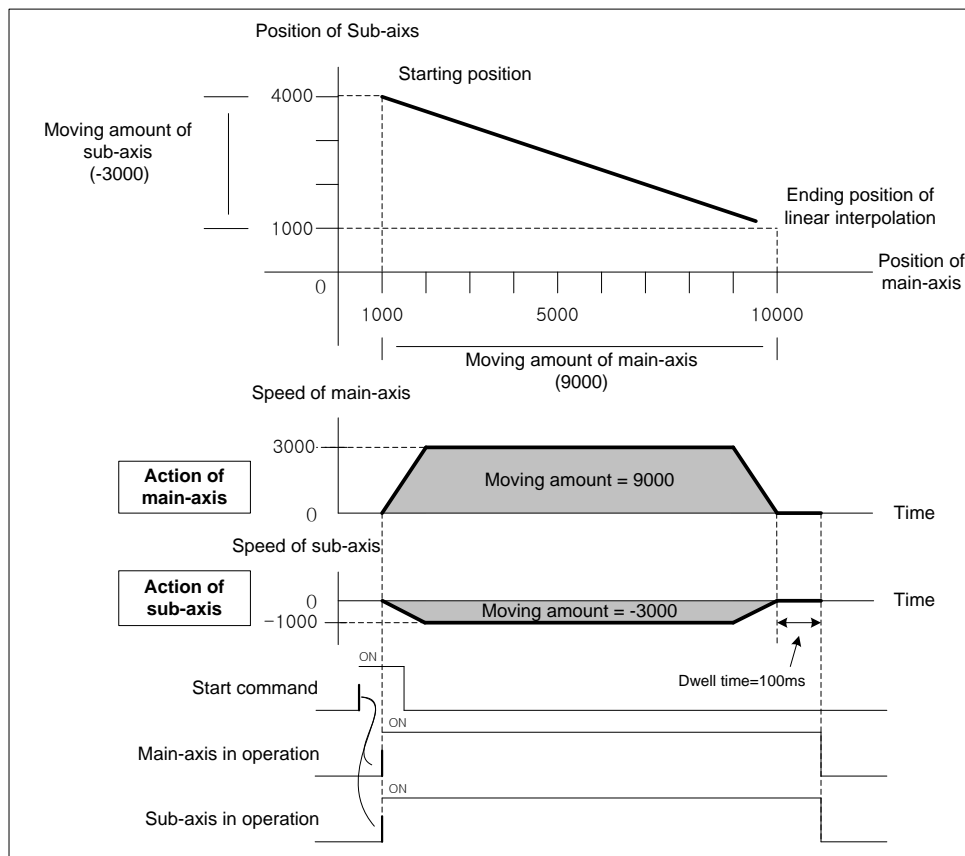 Position of Sub-aixs
Starting position
4000
Moving amount of
sub-axis
(-3000)
Ending position of
linear interpolation
1000
Position of
main-axis
0
1000
5000
10000
Moving amount of main-axis
(9000)
Speed of main-axis
3000
Action of
main-axis
Moving amount = 9000
0
Time
Speed of sub-axis
Action of
sub-axis
0
Moving amount = -3000
Time
-1000
ON
Dwell time=100ms
Start command
ON
Main-axis in operation
ON
Sub-axis in operation